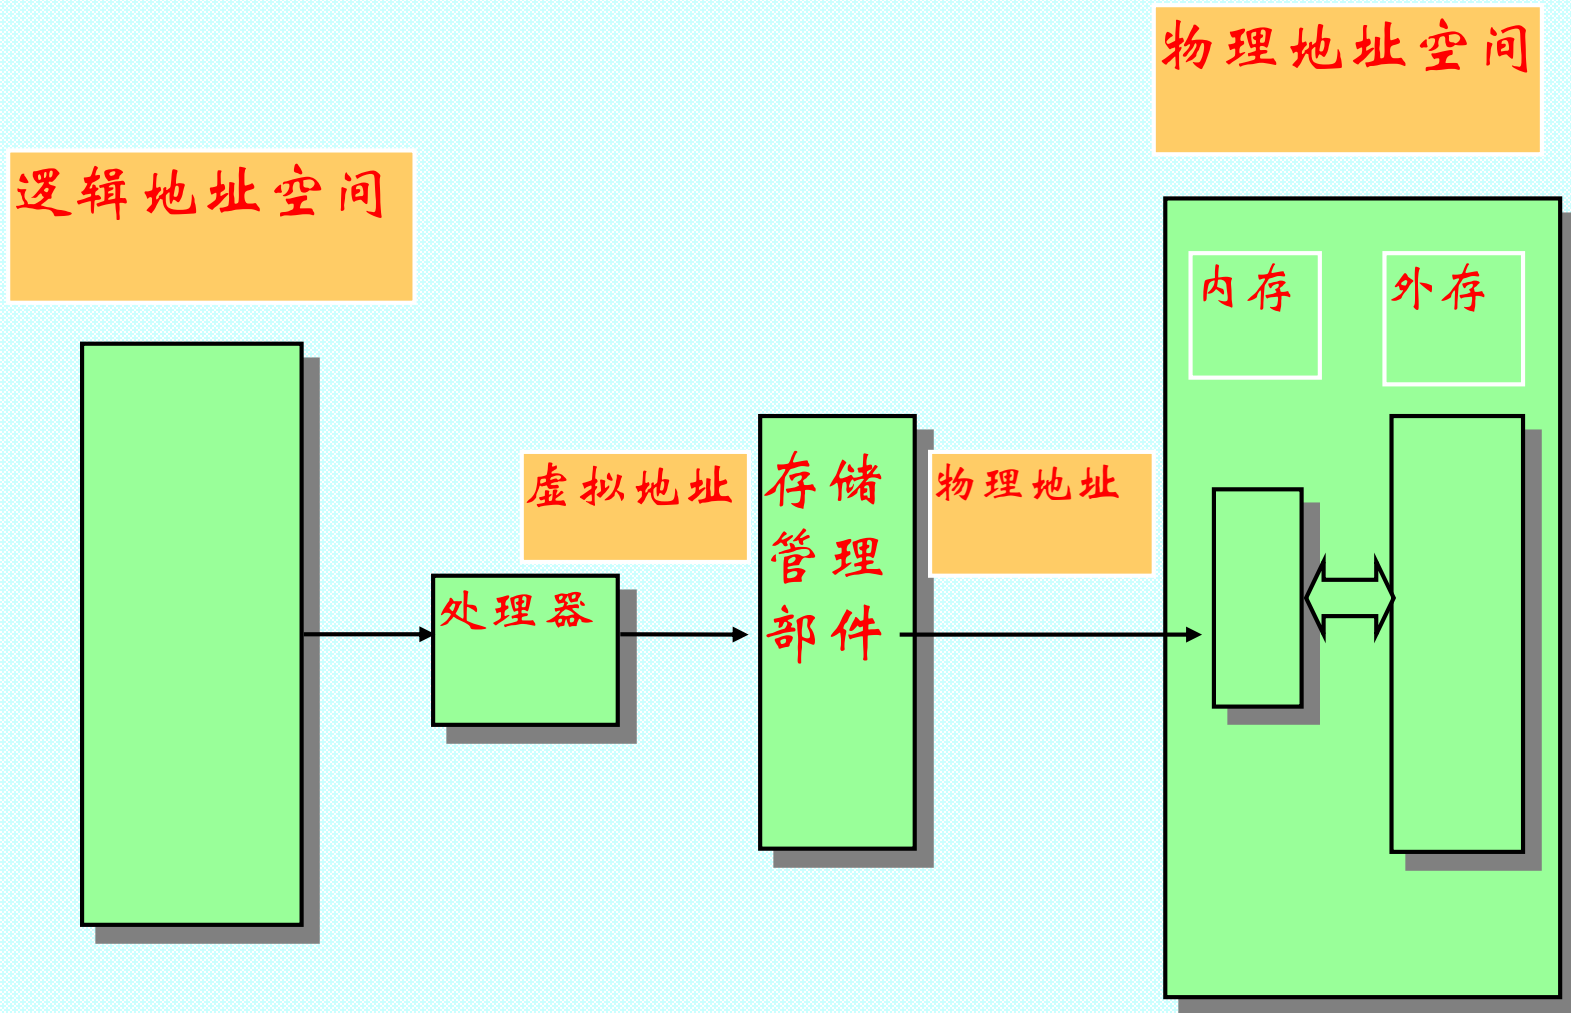 物理地址空间
逻辑地址空间
内存
外存
虚拟地址
存储
管理
部件
物理地址
处理器